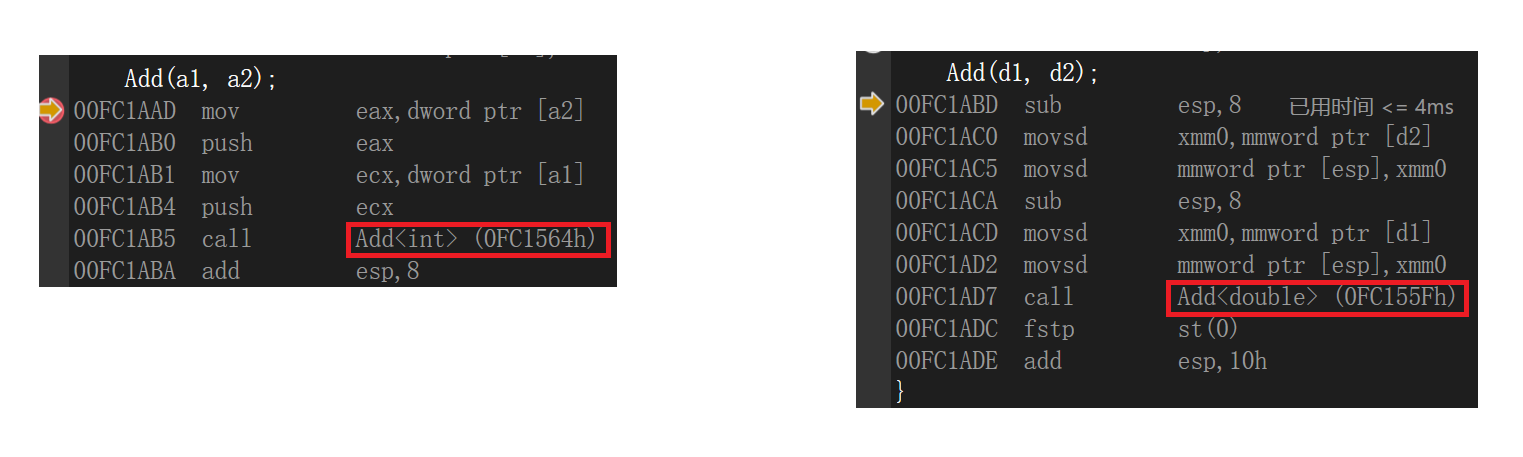 Add(a1, a2);
00FC1AAD mov eax,dword ptr [a2]
00FC1AB0 push eax
00FC1AB1 mov ecx,dword ptr [a1]
00FC1AB4 push ecx
00FC1AB5 call Add<int> (0FC1564h)
00FC1ABA add esp,8
Add(d1, d2);
00FC1ABD sub esp,8 已用时间 <= 4ms
00FC1AC0 movsd xmm0,mmword ptr [d2]
00FC1AC5 movsd mmword ptr [esp],xmm0
00FC1ACA sub esp,8
00FC1ACD movsd xmm0,mmword ptr [d1]
00FC1AD2 movsd mmword ptr [esp],xmm0
00FC1AD7 call Add<double> (0FC155Fh)
00FC1ADC fstp st(0)
00FC1ADE add esp,10h
}